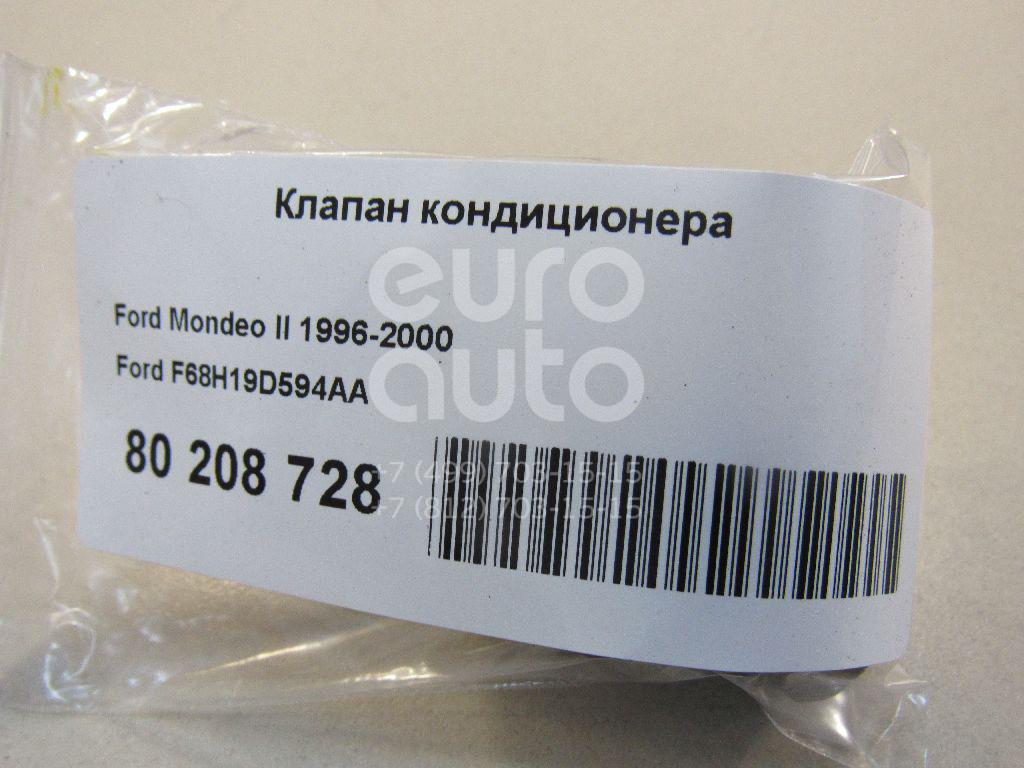 Клапан кондиционера
euro
auto
Ford Mondeo II 1996-2000
Ford F68H19D594AA
80 208 728
+7 (499) 703-15-15
+7 (812) 703-15-15